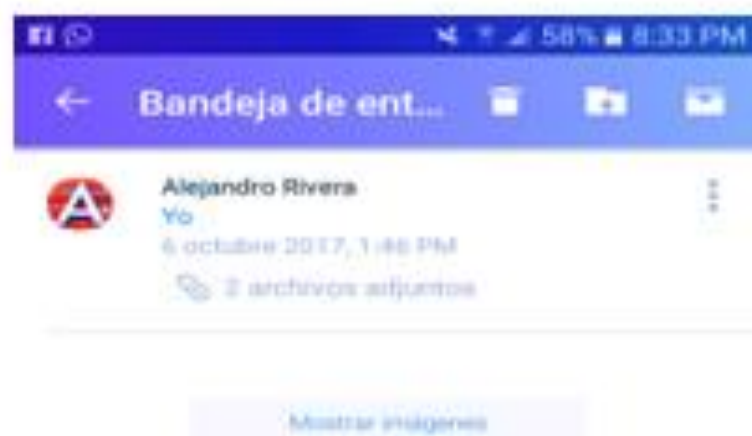 58% 8:33 PM
Bandeja de ent...
A
Alejandro Rivera
Yo
6 octubre 2017, 1:46 PM
2 archivos adjuntos
Mostrar imágenes